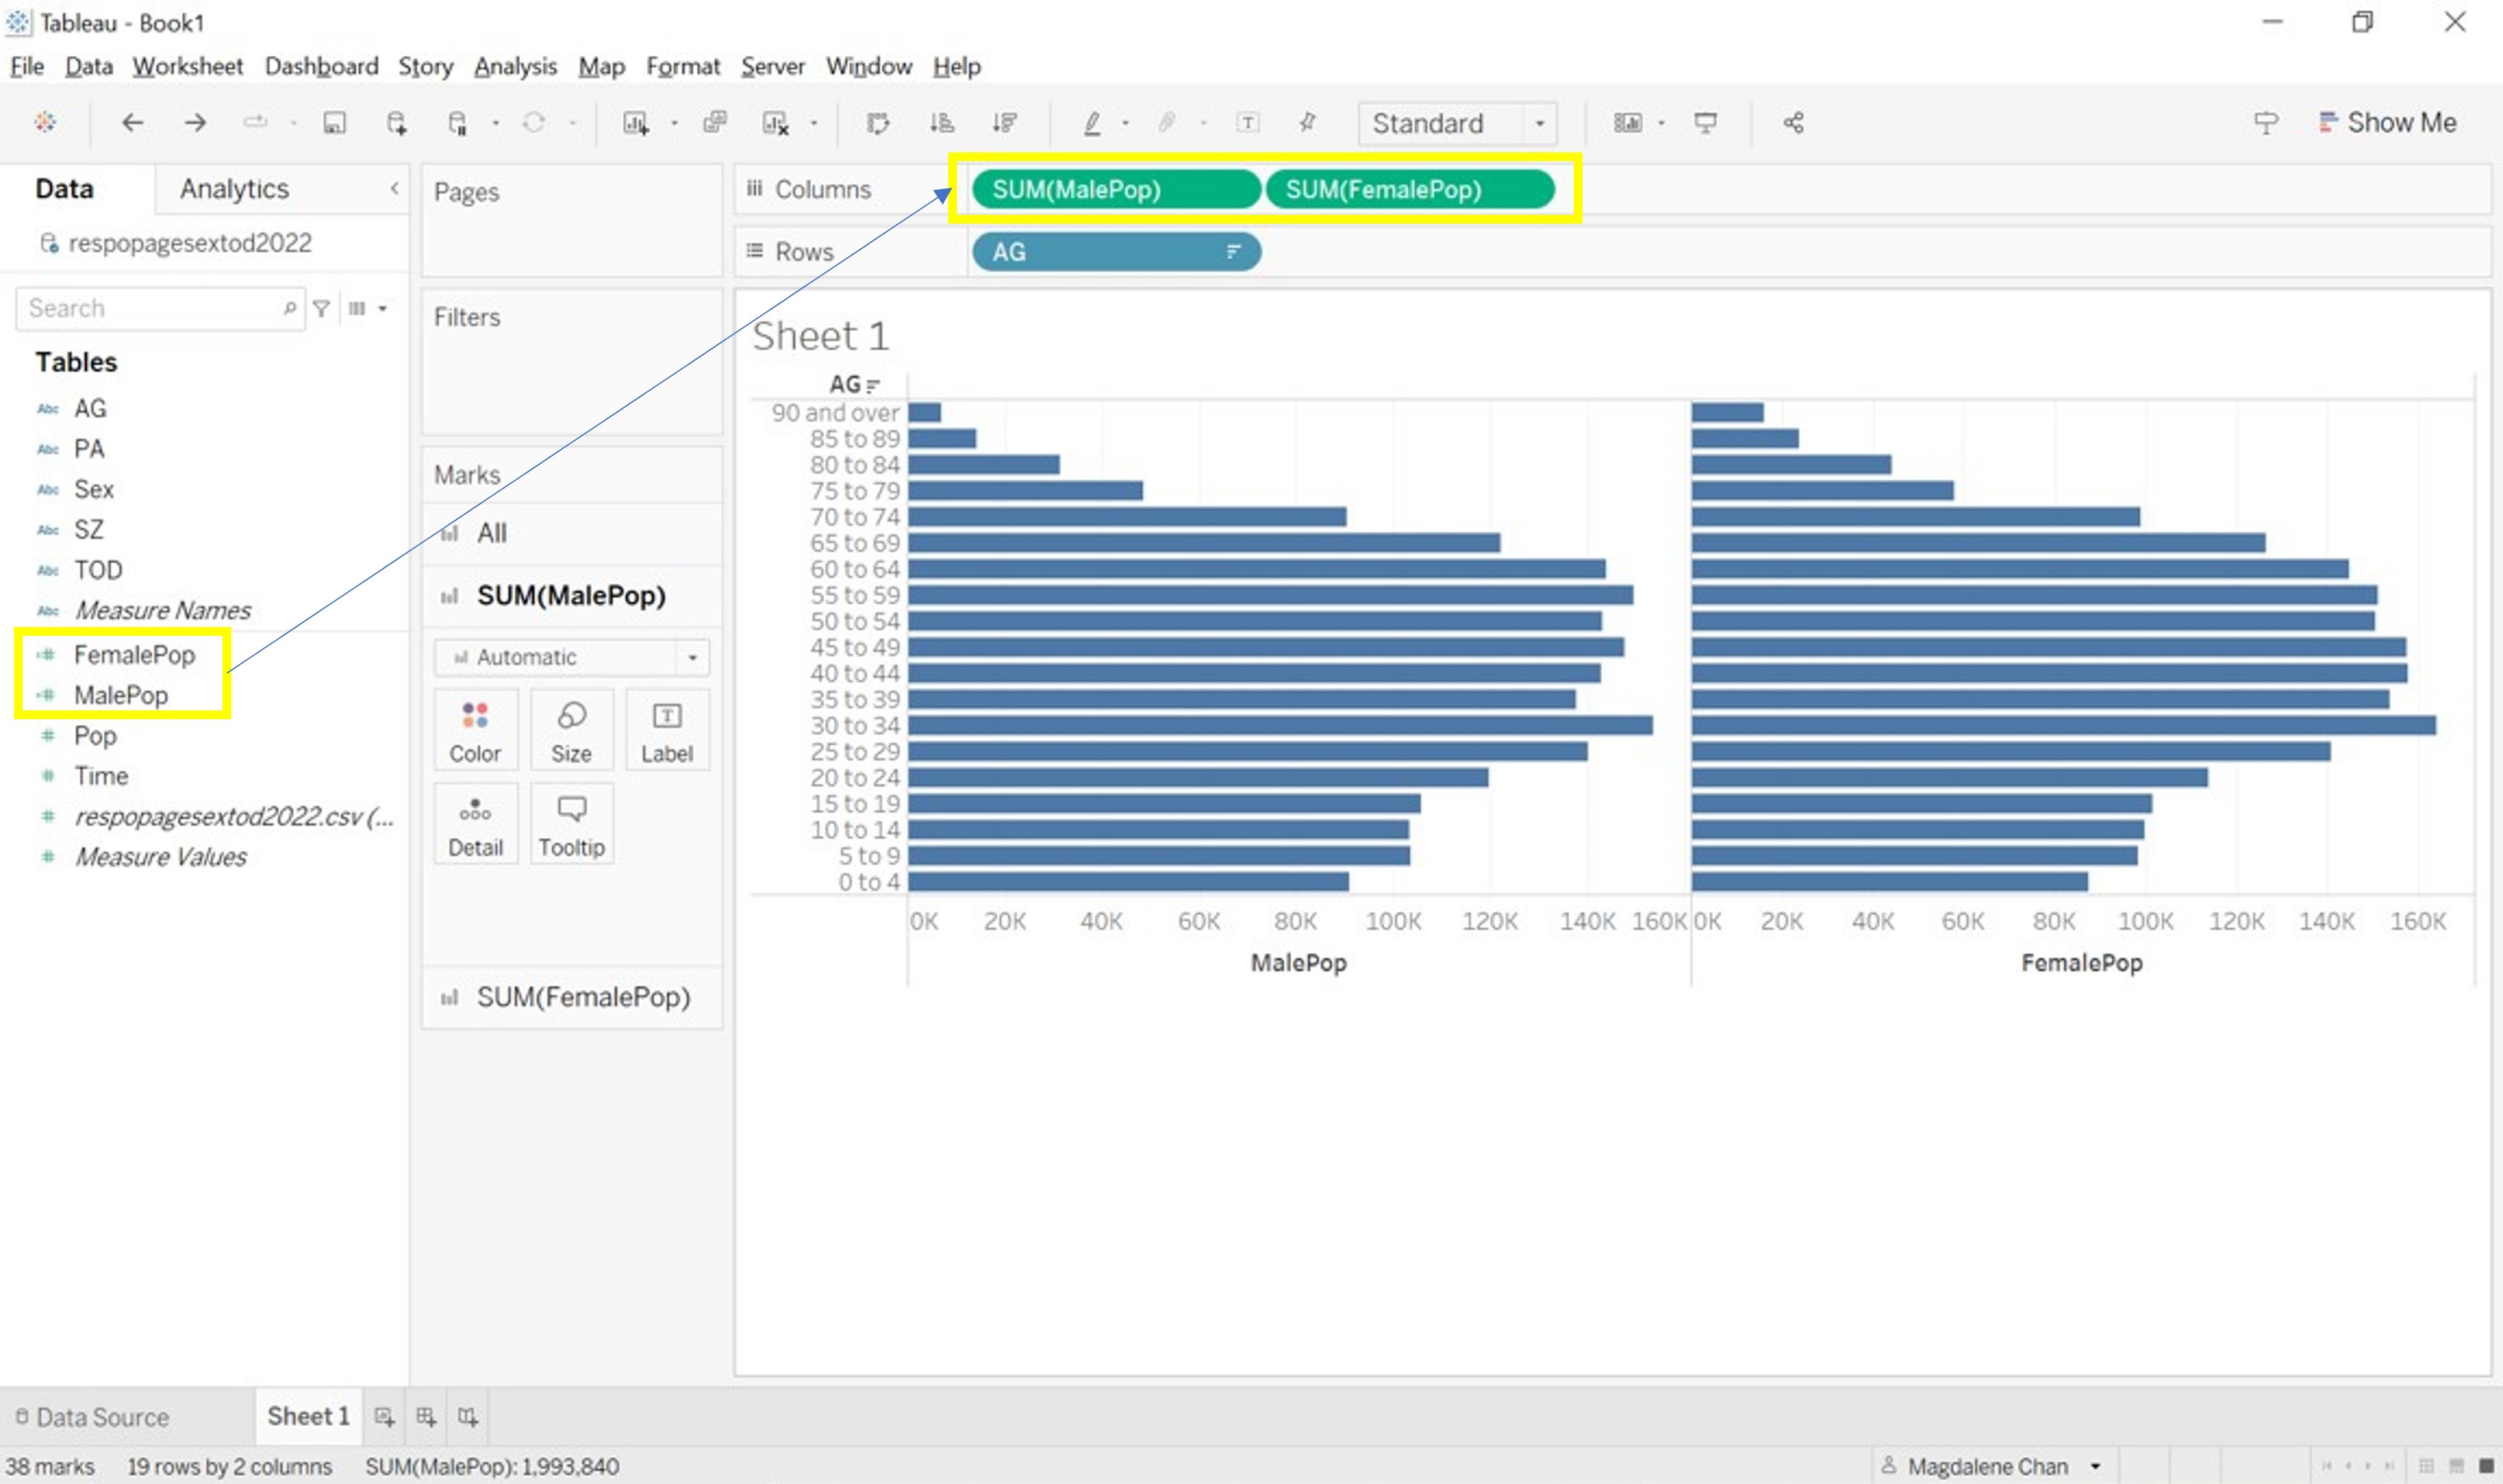 Tableau - Book1
File Data Worksheet Dashboard Story Analysis Map Format Server Window Help
Standard
Show Me
Data
Analytics
respopagesextod2022
Search
Tables
Abc AG
Abc PA
Abc Sex
Abc SZ
Abc TOD
Abc Measure Names
FemalePop
MalePop
Pop
Time
respopagesextod2022.csv (...
Measure Values
Pages
Filters
Marks
All
SUM(MalePop)
Automatic
Color
Size
Label
Detail
Tooltip
SUM(FemalePop)
Columns
SUM(MalePop)
SUM(FemalePop)
Rows
AG
Sheet 1
AG
90 and over
85 to 89
80 to 84
75 to 79
70 to 74
65 to 69
60 to 64
55 to 59
50 to 54
45 to 49
40 to 44
35 to 39
30 to 34
25 to 29
20 to 24
15 to 19
10 to 14
5 to 9
0 to 4
0K 20K 40K 60K 80K 100K 120K 140K 160K
0K 20K 40K 60K 80K 100K 120K 140K 160K
MalePop
FemalePop
Data Source
Sheet 1
38 marks
19 rows by 2 columns
SUM(MalePop): 1,993,840
Magdalene Chan